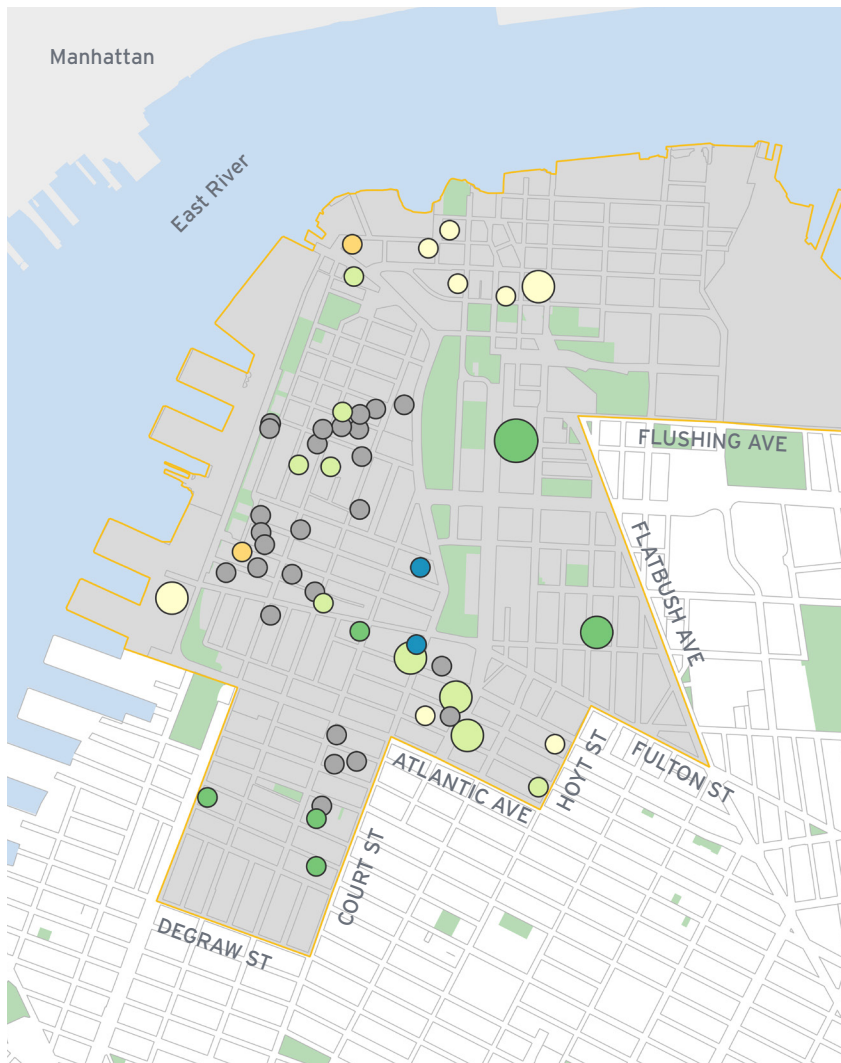 Manhattan
East River
FLUSHING AVE
FLATBUSH AVE
HOYT ST
FULTON ST
ATLANTIC AVE
COURT ST
DEGRAW ST